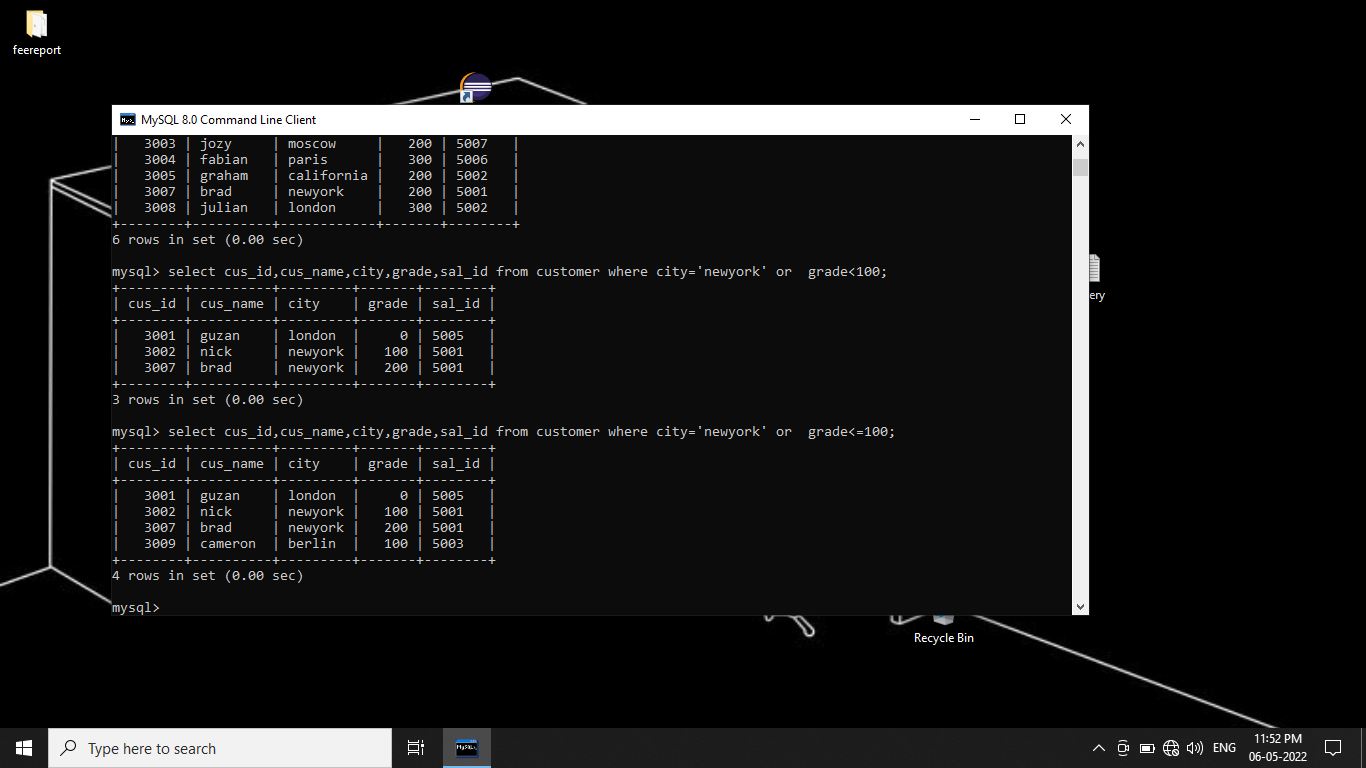 feereport
MySQL 8.0 Command Line Client
|   3003 | jozy     | moscow     |   200 | 5007   |
|   3004 | fabian   | paris      |   300 | 5006   |
|   3005 | graham   | california |   200 | 5002   |
|   3007 | brad     | newyork    |   200 | 5001   |
|   3008 | julian   | london     |   300 | 5002   |
+--------+----------+------------+-------+--------+
6 rows in set (0.00 sec)
mysql> select cus_id,cus_name,city,grade,sal_id from customer where city='newyork' or  grade<100;
+--------+----------+---------+-------+--------+
| cus_id | cus_name | city    | grade | sal_id |
+--------+----------+---------+-------+--------+
|   3001 | guzan    | london  |     0 | 5005   |
|   3002 | nick     | newyork |   100 | 5001   |
|   3007 | brad     | newyork |   200 | 5001   |
+--------+----------+---------+-------+--------+
3 rows in set (0.00 sec)
mysql> select cus_id,cus_name,city,grade,sal_id from customer where city='newyork' or  grade<=100;
+--------+----------+---------+-------+--------+
| cus_id | cus_name | city    | grade | sal_id |
+--------+----------+---------+-------+--------+
|   3001 | guzan    | london  |     0 | 5005   |
|   3002 | nick     | newyork |   100 | 5001   |
|   3007 | brad     | newyork |   200 | 5001   |
|   3009 | cameron  | berlin  |   100 | 5003   |
+--------+----------+---------+-------+--------+
4 rows in set (0.00 sec)
mysql>
ery
Recycle Bin
Type here to search
ENG
11:52 PM
06-05-2022